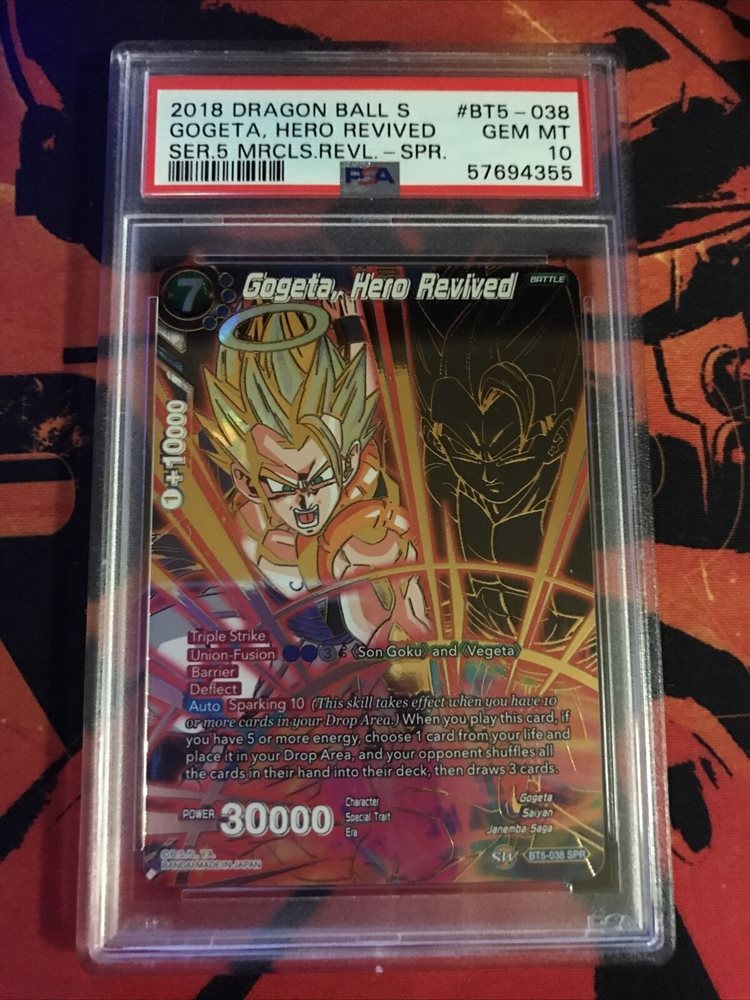 2018 DRAGON BALL S #BT5-038
GOGETA, HERO REVIVED GEM MT
SER.5 MRCLS.REVL.-SPR. 10
PSA 57694355
7 Gogeta, Hero Revived BATTLE
1+10000
Triple Strike
Union-Fusion 3 : 《Son Goku》 and 《Vegeta》
Barrier
Deflect
Auto Sparking 10 (This skill takes effect when you have 10
or more cards in your Drop Area.) When you play this card, if
you have 5 or more energy, choose 1 card from your life and
place it in your Drop Area, and your opponent shuffles all
the cards in their hand into their deck, then draws 3 cards.
POWER 30000
Character Gogeta
Special Trait Saiyan
Era Janemba Saga
©B.S./S., T.A.
BANDAI MADE IN JAPAN
SW BT5-038 SPR